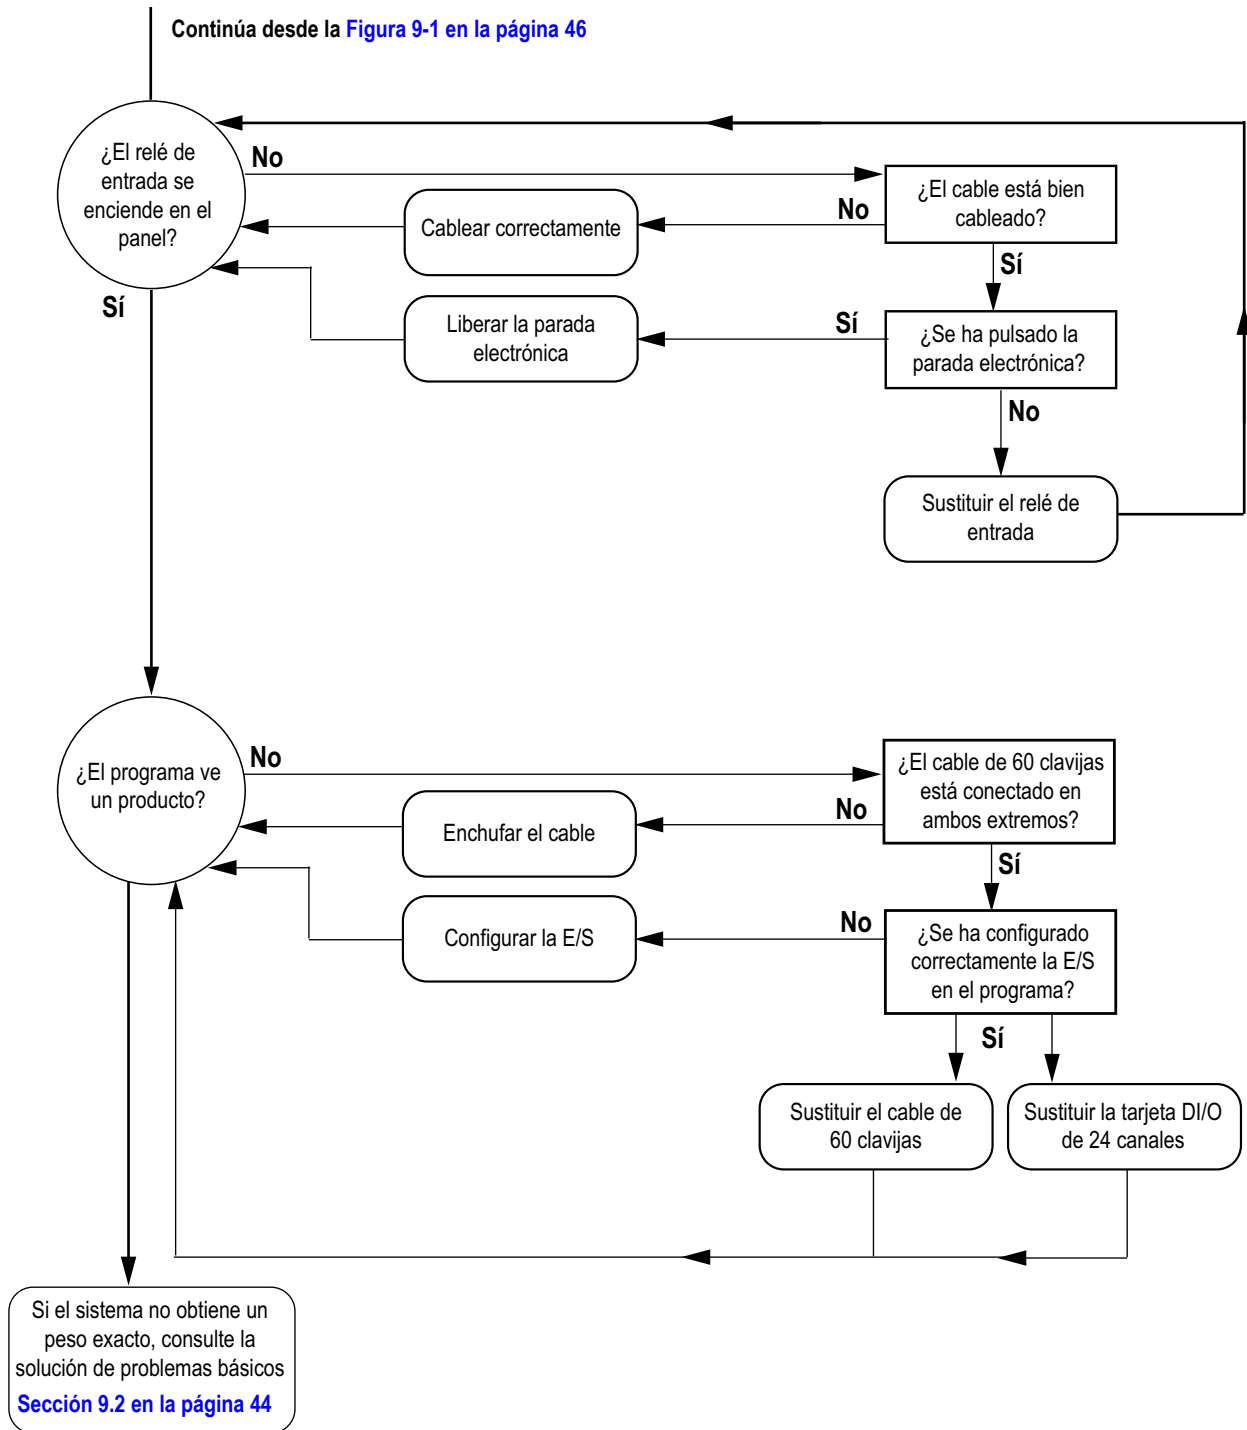 Continúa desde la Figura 9-1 en la página 46
¿El relé de
entrada se
enciende en el
panel?
No
¿El cable está bien
cableado?
No
Cablear correctamente
Sí
Sí
Liberar la parada
electrónica
Sí
¿Se ha pulsado la
parada electrónica?
No
Sustituir el relé de
entrada
¿El programa ve
un producto?
No
¿El cable de 60 clavijas
está conectado en
ambos extremos?
No
Enchufar el cable
Sí
Configurar la E/S
No
¿Se ha configurado
correctamente la E/S
en el programa?
Sí
Sustituir el cable de
60 clavijas
Sustituir la tarjeta DI/O
de 24 canales
Si el sistema no obtiene un
peso exacto, consulte la
solución de problemas básicos
Sección 9.2 en la página 44